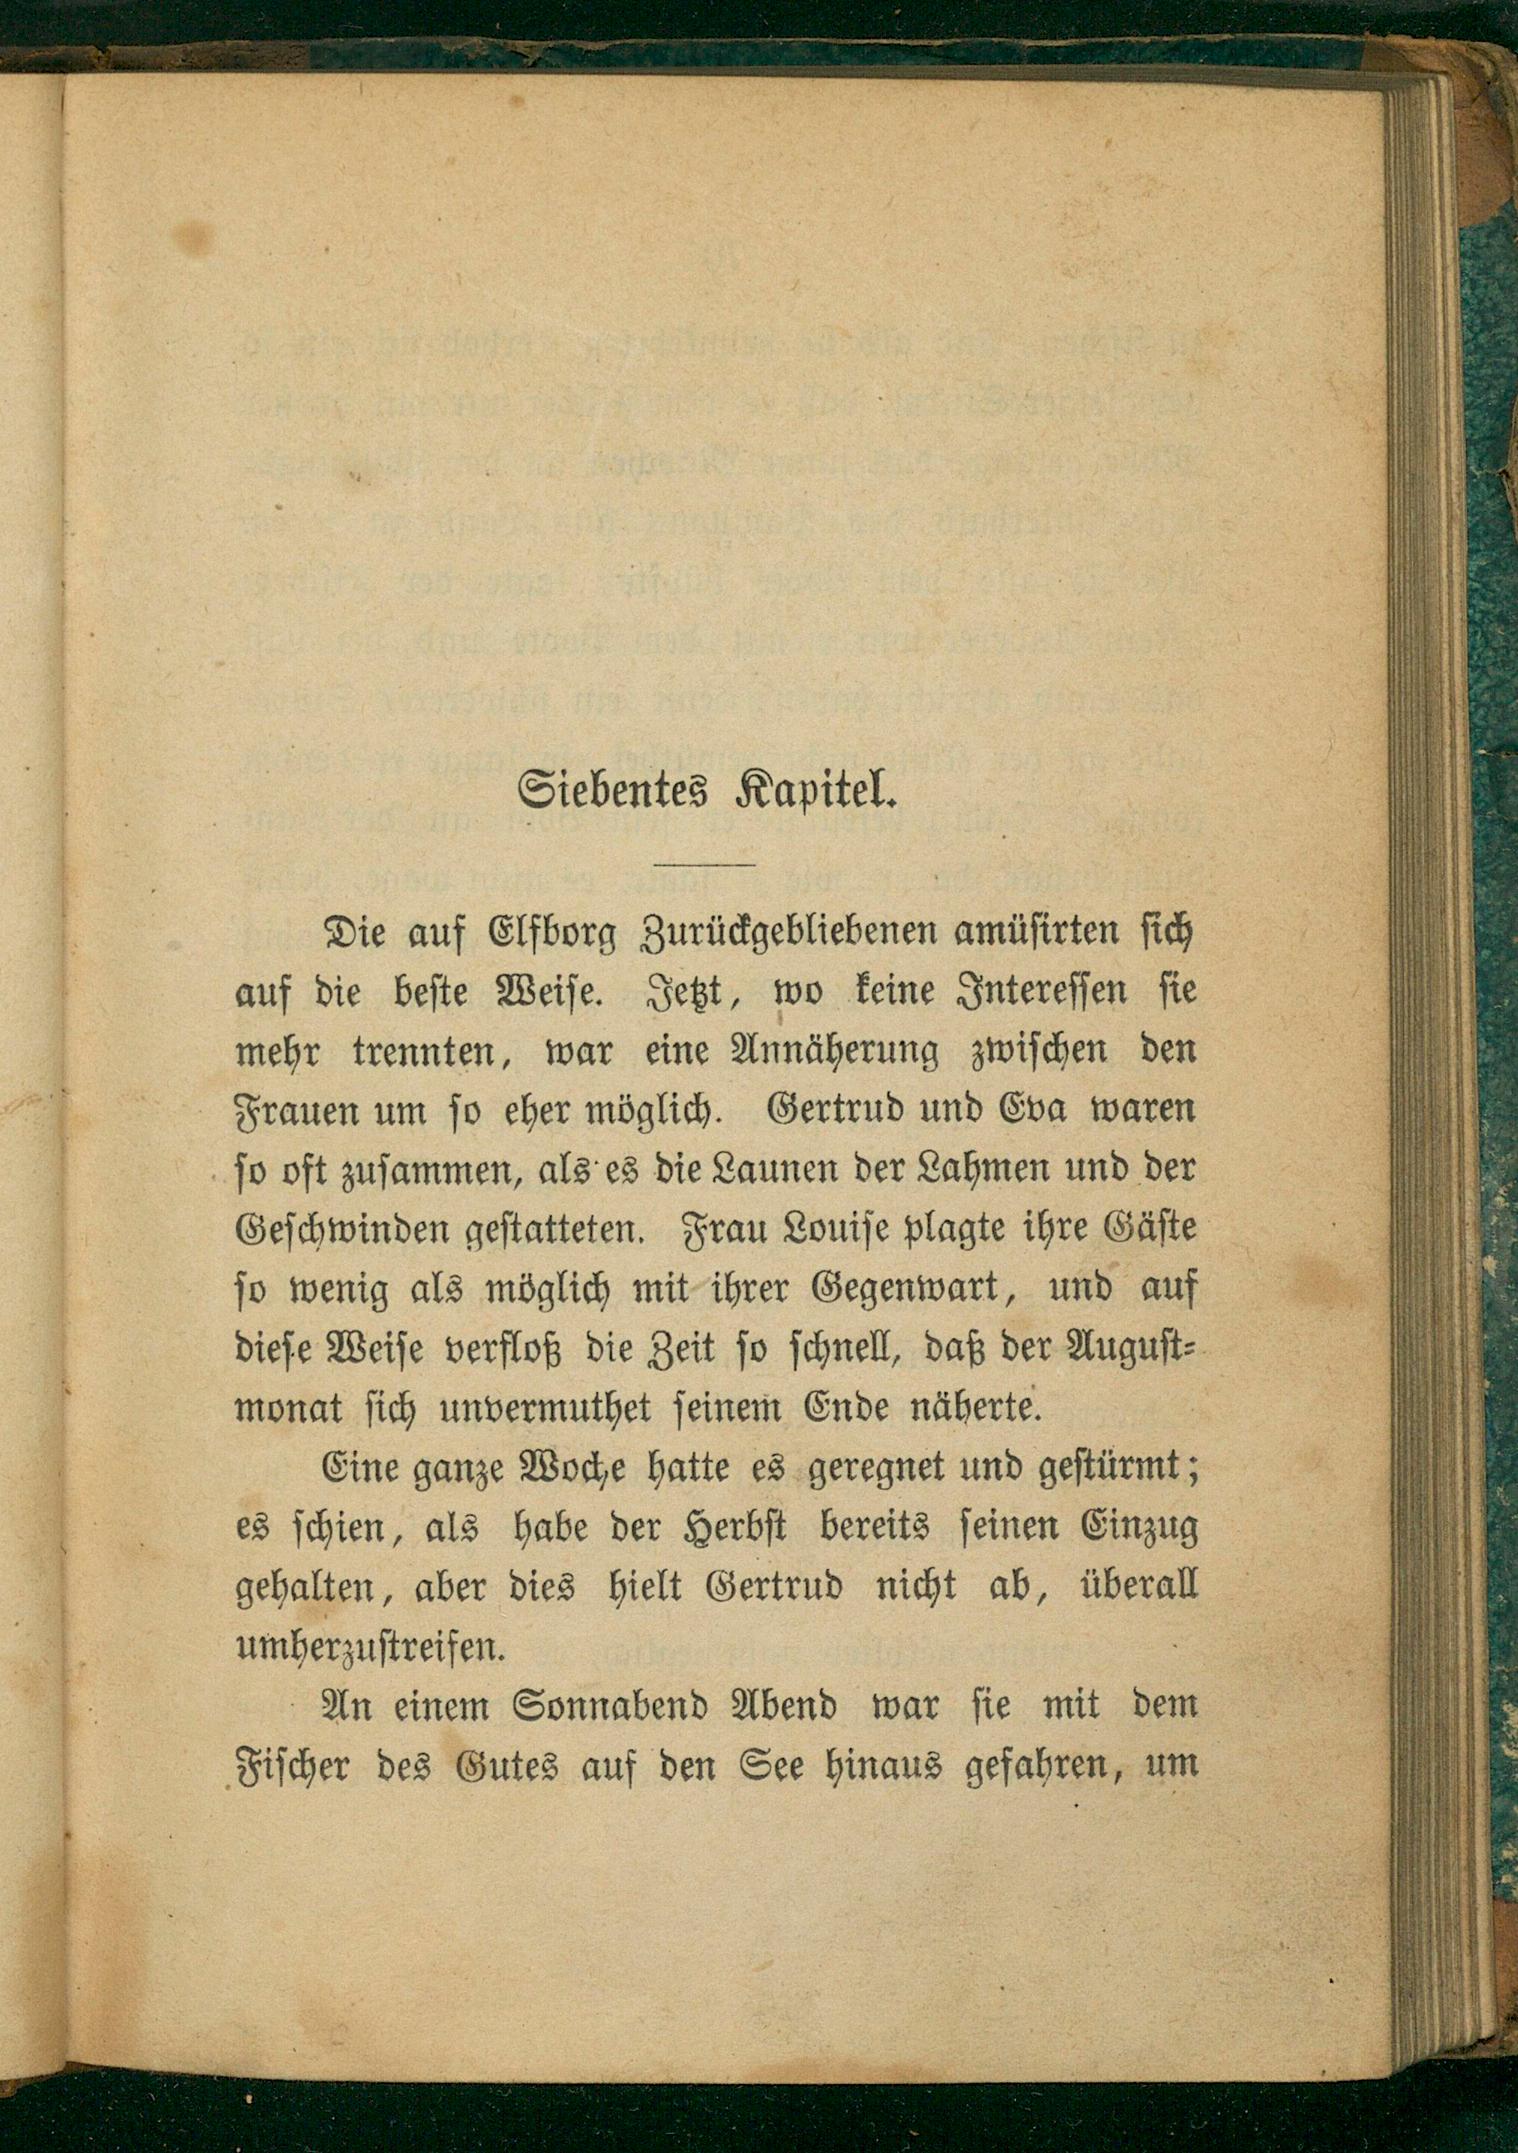 Siebentes Kapitel.
Die auf Elfborg Zurückgebliebenen amüsirten sich
auf die beste Weise. Jetzt, wo keine Interessen sie
mehr trennten, war eine Annäherung zwischen den
Frauen um so eher möglich. Gertrud und Eva waren
so oft zusammen, als es die Launen der Lahmen und der
Geschwinden gestatteten. Frau Louise plagte ihre Gäste
so wenig als möglich mit ihrer Gegenwart, und auf
diese Weise verfloß die Zeit so schnell, daß der August-
monat sich unvermuthet seinem Ende näherte.
Eine ganze Woche hatte es geregnet und gestürmt;
es schien, als habe der Herbst bereits seinen Einzug
gehalten, aber dies hielt Gertrud nicht ab, überall
umherzustreifen.
An einem Sonnabend Abend war sie mit dem
Fischer des Gutes auf den See hinaus gefahren, um